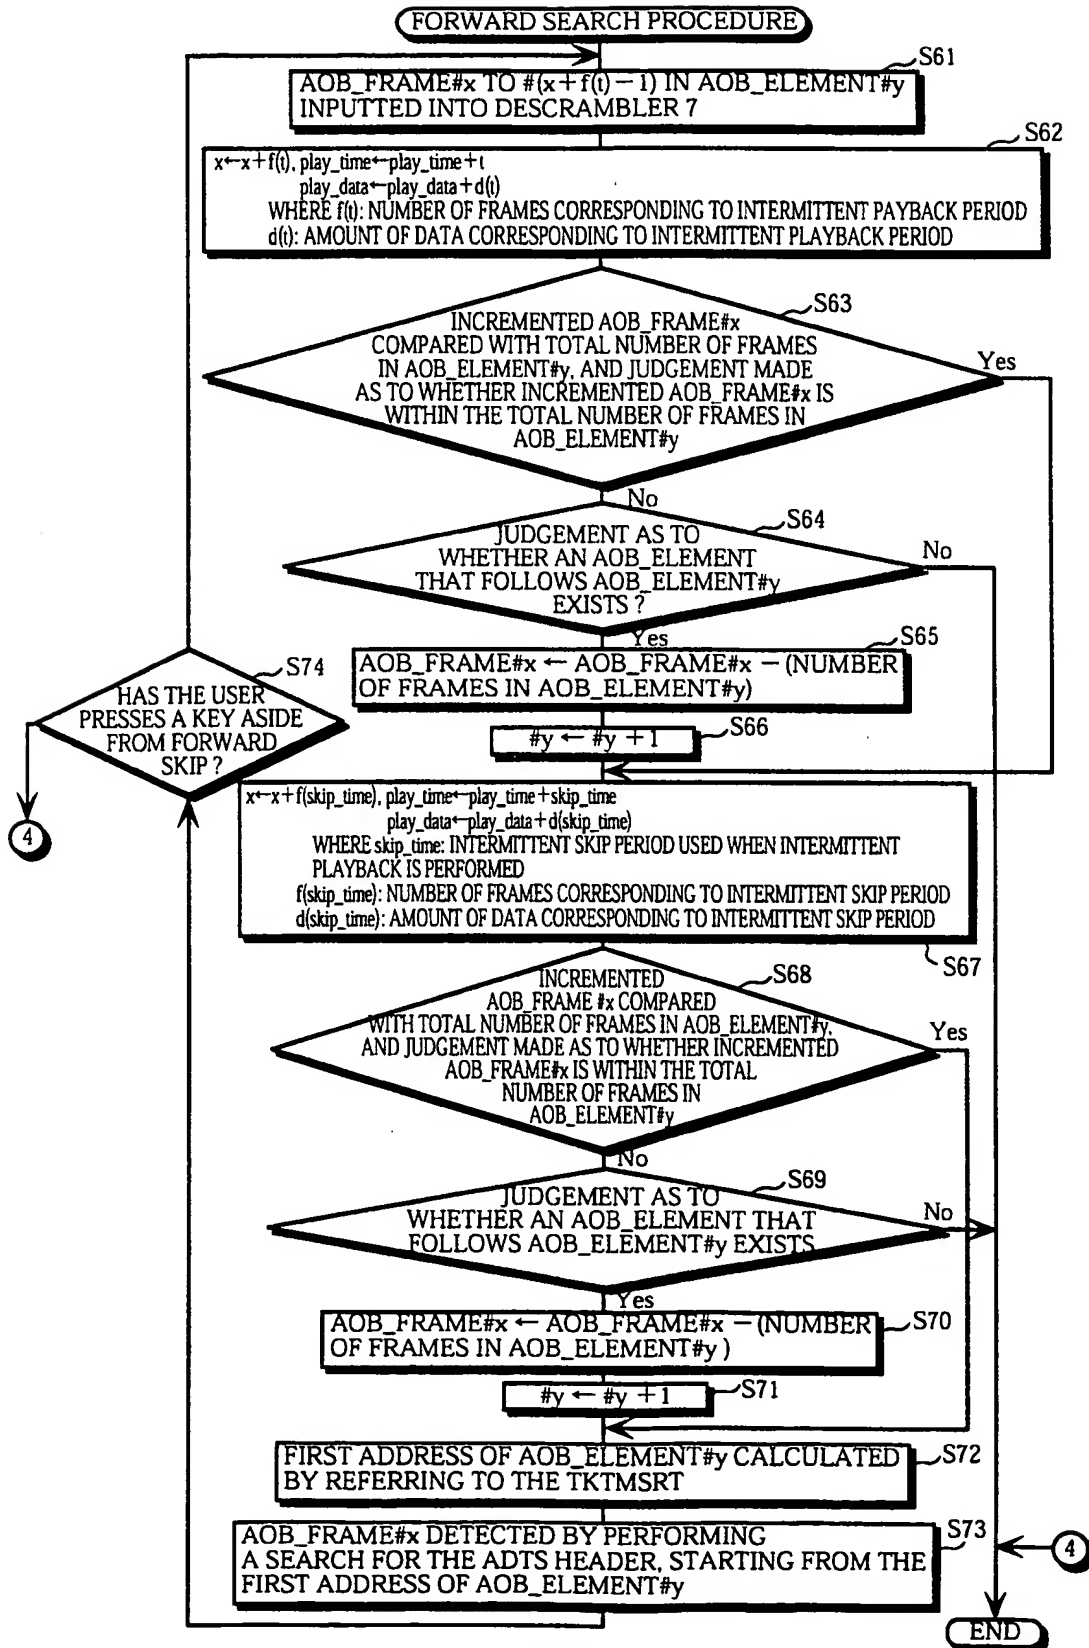 FORWARD SEARCH PROCEDURE
S61
AOB_FRAME#x TO #(x+f(t)−1) IN AOB_ELEMENT#y
INPUTTED INTO DESCRAMBLER 7
S62
x←x+f(t), play_time←play_time+t
play_data←play_data+d(t)
WHERE f(t): NUMBER OF FRAMES CORRESPONDING TO INTERMITTENT PAYBACK PERIOD
d(t): AMOUNT OF DATA CORRESPONDING TO INTERMITTENT PLAYBACK PERIOD
S63
INCREMENTED AOB_FRAME#x
COMPARED WITH TOTAL NUMBER OF FRAMES
IN AOB_ELEMENT#y, AND JUDGEMENT MADE
AS TO WHETHER INCREMENTED AOB_FRAME#x IS
WITHIN THE TOTAL NUMBER OF FRAMES IN
AOB_ELEMENT#y
Yes
No
S64
JUDGEMENT AS TO
WHETHER AN AOB_ELEMENT
THAT FOLLOWS AOB_ELEMENT#y
EXISTS ?
No
Yes
S65
AOB_FRAME#x ← AOB_FRAME#x − (NUMBER
OF FRAMES IN AOB_ELEMENT#y)
S66
#y ← #y + 1
S74
HAS THE USER
PRESSES A KEY ASIDE
FROM FORWARD
SKIP ?
4
x←x+f(skip_time), play_time←play_time+skip_time
play_data←play_data+d(skip_time)
WHERE skip_time: INTERMITTENT SKIP PERIOD USED WHEN INTERMITTENT
PLAYBACK IS PERFORMED
f(skip_time): NUMBER OF FRAMES CORRESPONDING TO INTERMITTENT SKIP PERIOD
d(skip_time): AMOUNT OF DATA CORRESPONDING TO INTERMITTENT SKIP PERIOD
S67
S68
INCREMENTED
AOB_FRAME #x COMPARED
WITH TOTAL NUMBER OF FRAMES IN AOB_ELEMENT#y,
AND JUDGEMENT MADE AS TO WHETHER INCREMENTED
AOB_FRAME#x IS WITHIN THE TOTAL
NUMBER OF FRAMES IN
AOB_ELEMENT#y
Yes
No
S69
JUDGEMENT AS TO
WHETHER AN AOB_ELEMENT THAT
FOLLOWS AOB_ELEMENT#y EXISTS
No
Yes
AOB_FRAME#x ← AOB_FRAME#x − (NUMBER
OF FRAMES IN AOB_ELEMENT#y )
S70
#y ← #y + 1
S71
FIRST ADDRESS OF AOB_ELEMENT#y CALCULATED
BY REFERRING TO THE TKTMSRT
S72
S73
AOB_FRAME#x DETECTED BY PERFORMING
A SEARCH FOR THE ADTS HEADER, STARTING FROM THE
FIRST ADDRESS OF AOB_ELEMENT#y
4
END